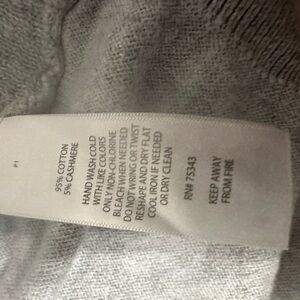 P1
95% COTTON
5% CASHMERE
HAND WASH COLD
WITH LIKE COLORS
ONLY NON-CHLORINE
BLEACH WHEN NEEDED
DO NOT WRING OR TWIST
RESHAPE AND DRY FLAT
COOL IRON IF NEEDED
OR DRY CLEAN
RN# 75343
KEEP AWAY
FROM FIRE